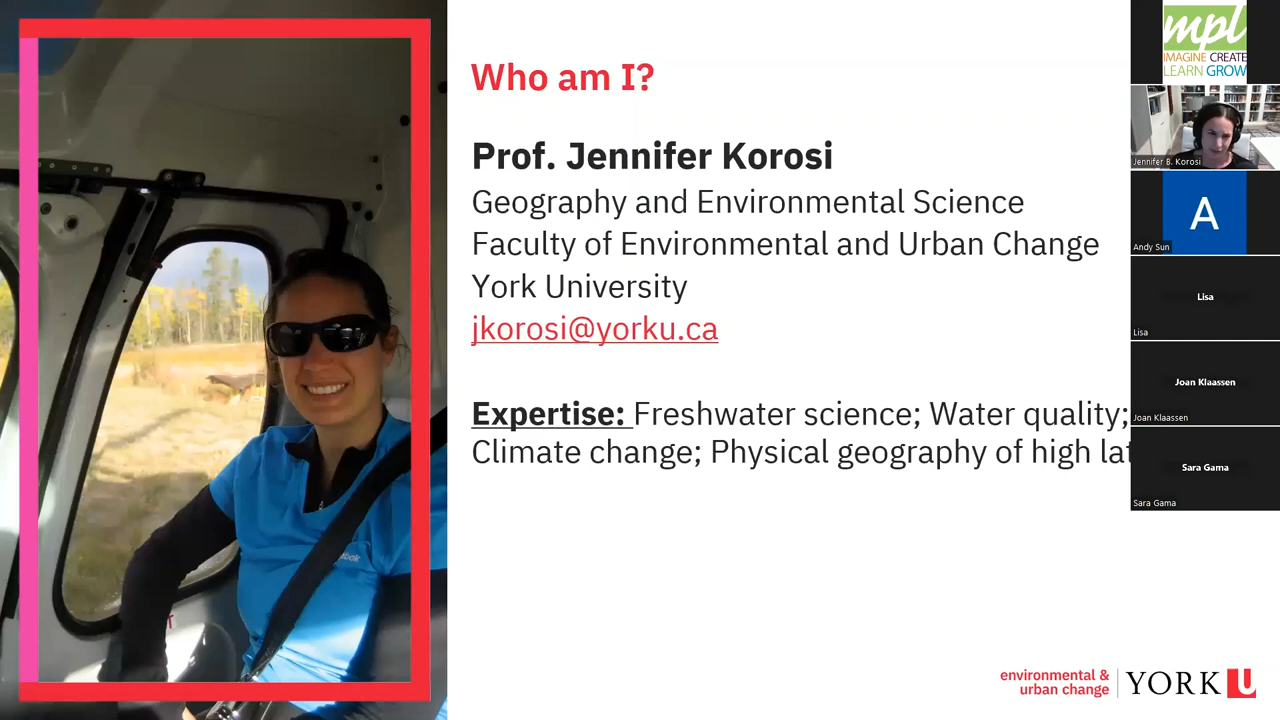 Who am I?
Prof. Jennifer Korosi
Geography and Environmental Science
Faculty of Environmental and Urban Change
York University
jkorosi@yorku.ca
Expertise: Freshwater science; Water quality;
Climate change; Physical geography of high lat
environmental &
urban change
YORK U
mpl
IMAGINE CREATE
LEARN GROW
Jennifer B. Korosi
A
Andy Sun
Lisa
Lisa
Joan Klaassen
Joan Klaassen
Sara Gama
Sara Gama